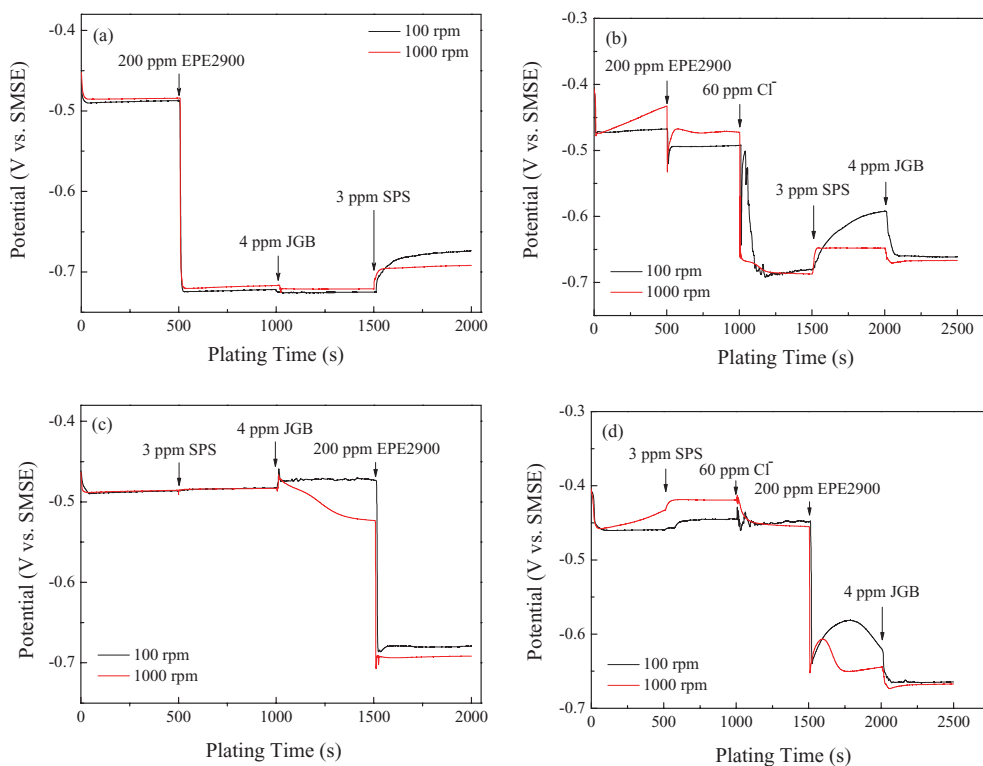 (a)
100 rpm
1000 rpm
200 ppm EPE2900
4 ppm JGB
3 ppm SPS
-0.4
-0.5
-0.6
-0.7
Potential (V vs. SMSE)
0 500 1000 1500 2000
Plating Time (s)
(b)
200 ppm EPE2900
60 ppm Cl⁻
3 ppm SPS
4 ppm JGB
100 rpm
1000 rpm
-0.3
-0.4
-0.5
-0.6
-0.7
Potential (V vs. SMSE)
0 500 1000 1500 2000 2500
Plating Time (s)
(c)
3 ppm SPS
4 ppm JGB
200 ppm EPE2900
100 rpm
1000 rpm
-0.4
-0.5
-0.6
-0.7
Potential (V vs. SMSE)
0 500 1000 1500 2000
Plating Time (s)
(d)
3 ppm SPS
60 ppm Cl⁻
200 ppm EPE2900
4 ppm JGB
100 rpm
1000 rpm
-0.3
-0.4
-0.5
-0.6
-0.7
Potential (V vs. SMSE)
0 500 1000 1500 2000 2500
Plating Time (s)